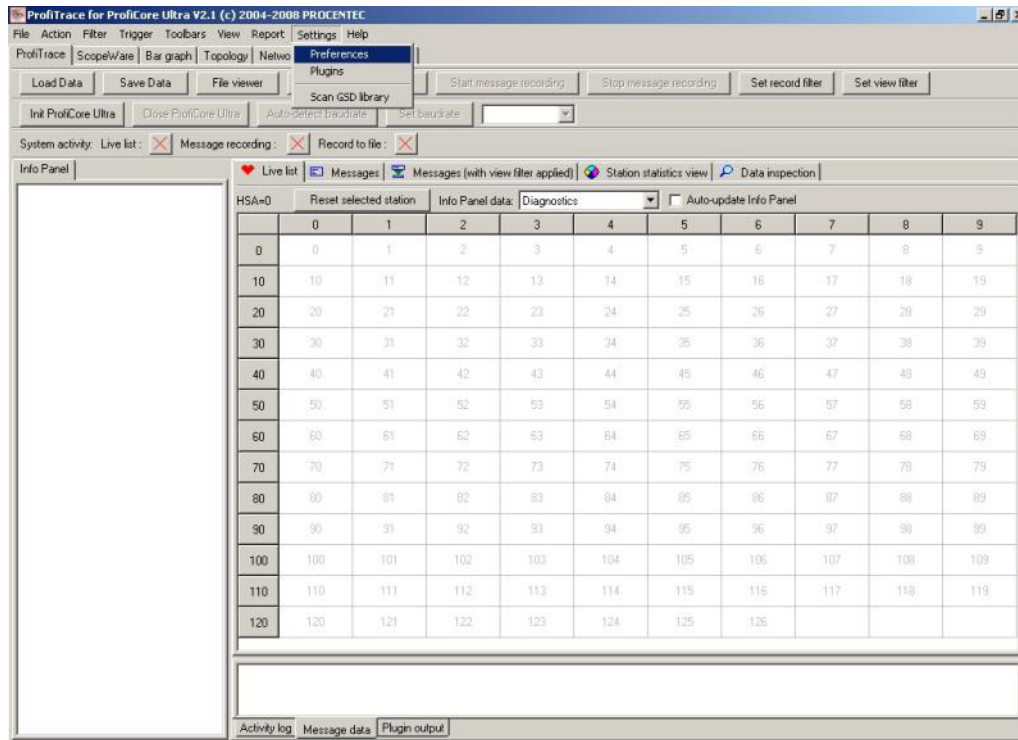 ProfiTrace for ProfiCore Ultra V2.1 (c) 2004-2008 PROCENTEC
File Action Filter Trigger Toolbars View Report Settings Help
ProfiTrace ScopeWare Bar graph Topology Netwo
Preferences
Plugins
Scan GSD library
Load Data Save Data File viewer Start message recording Stop message recording Set record filter Set view filter
Init ProfiCore Ultra Close ProfiCore Ultra Auto-detect baudrate Set baudrate
System activity: Live list : Message recording : Record to file :
Info Panel
Live list Messages Messages (with view filter applied) Station statistics view Data inspection
HSA=0 Reset selected station Info Panel data: Diagnostics Auto-update Info Panel
0 1 2 3 4 5 6 7 8 9
0 0 1 2 3 4 5 6 7 8 9
10 10 11 12 13 14 15 16 17 18 19
20 20 21 22 23 24 25 26 27 28 29
30 30 31 32 33 34 35 36 37 38 39
40 40 41 42 43 44 45 46 47 48 49
50 50 51 52 53 54 55 56 57 58 59
60 60 61 62 63 64 65 66 67 68 69
70 70 71 72 73 74 75 76 77 78 79
80 80 81 82 83 84 85 86 87 88 89
90 90 91 92 93 94 95 96 97 98 99
100 100 101 102 103 104 105 106 107 108 109
110 110 111 112 113 114 115 116 117 118 119
120 120 121 122 123 124 125 126
Activity log Message data Plugin output